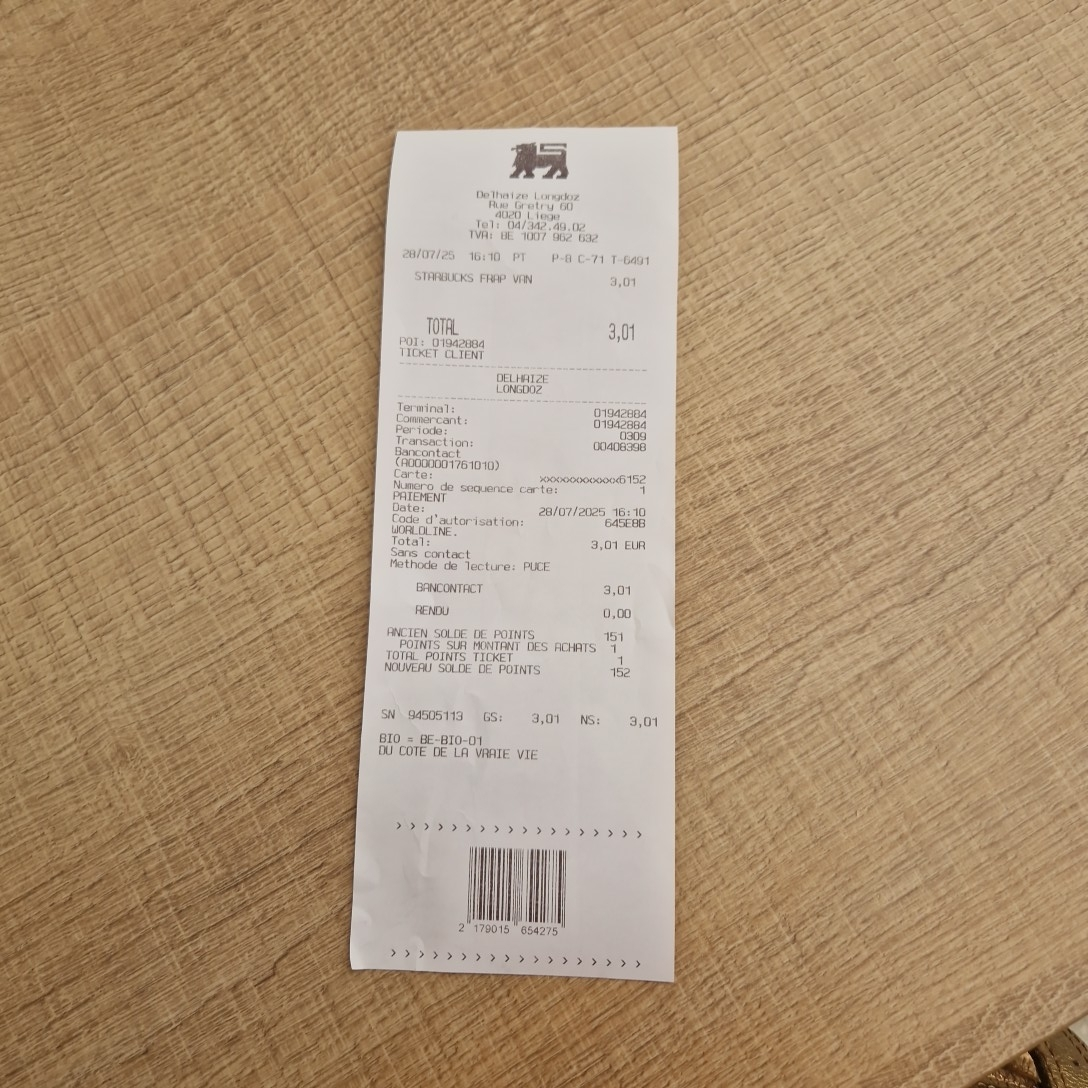 Delhaize Longdoz
Rue Gretry 60
4020 Liege
Tel: 04/342.49.02
TVA: BE 1007 962 632
28/07/25 16:10 PT P-8 C-71 T-6491
STARBUCKS FRAP VAN 3,01
TOTAL 3,01
POI: 01942884
TICKET CLIENT
DELHAIZE
LONGDOZ
Terminal: 01942884
Commercant: 01942884
Periode: 0309
Transaction: 00408398
Bancontact
(A0000001761010)
Carte: xxxxxxxxxxxxx6152
Numero de sequence carte: 1
PAIEMENT
Date: 28/07/2025 16:10
Code d'autorisation: 645E8B
WORLDLINE.
Total: 3,01 EUR
Sans contact
Methode de lecture: PUCE
BANCONTACT 3,01
RENDU 0,00
ANCIEN SOLDE DE POINTS 151
POINTS SUR MONTANT DES ACHATS 1
TOTAL POINTS TICKET 1
NOUVEAU SOLDE DE POINTS 152
SN 94505113 GS: 3,01 NS: 3,01
BIO = BE-BIO-01
DU COTE DE LA VRAIE VIE
> > > > > > > > > > > > > > > > > > >
2 179015 654275
> > > > > > > > > > > > > > > > > > >